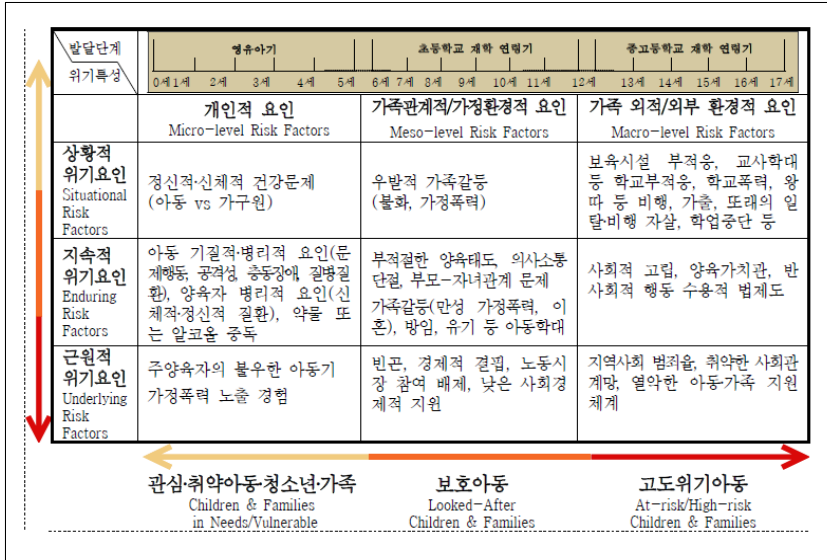 발달단계
위기특성
영유아기
초등학교 재학 연령기
중고등학교 재학 연령기
0세 1세 2세 3세 4세 5세 6세 7세 8세 9세 10세 11세 12세 13세 14세 15세 16세 17세
개인적 요인
Micro-level Risk Factors
가족관계적/가정환경적 요인
Meso-level Risk Factors
가족 외적/외부 환경적 요인
Macro-level Risk Factors
상황적
위기요인
Situational
Risk
Factors
정신적·신체적 건강문제
(아동 vs 가구원)
우발적 가족갈등
(불화, 가정폭력)
보육시설 부적응, 교사학대
등 학교부적응, 학교폭력, 왕
따 등 비행, 가출, 또래의 일
탈·비행 자살, 학업중단 등
지속적
위기요인
Enduring
Risk
Factors
아동 기질적·병리적 요인(문
제행동, 공격성, 충동장애, 질병질
환), 양육자 병리적 요인(신
체적·정신적 질환), 약물 또
는 알코올 중독
부적절한 양육태도, 의사소통
단절, 부모-자녀관계 문제
가족갈등(만성 가정폭력, 이
혼), 방임, 유기 등 아동학대
사회적 고립, 양육가치관, 반
사회적 행동 수용적 법제도
근원적
위기요인
Underlying
Risk
Factors
주양육자의 불우한 아동기
가정폭력 노출 경험
빈곤, 경제적 결핍, 노동시
장 참여 배제, 낮은 사회경
제적 지원
지역사회 범죄율, 취약한 사회관
계망, 열악한 아동·가족 지원
체계
관심·취약아동·청소년·가족
Children & Families
in Needs/Vulnerable
보호아동
Looked-After
Children & Families
고도위기아동
At-risk/High-risk
Children & Families